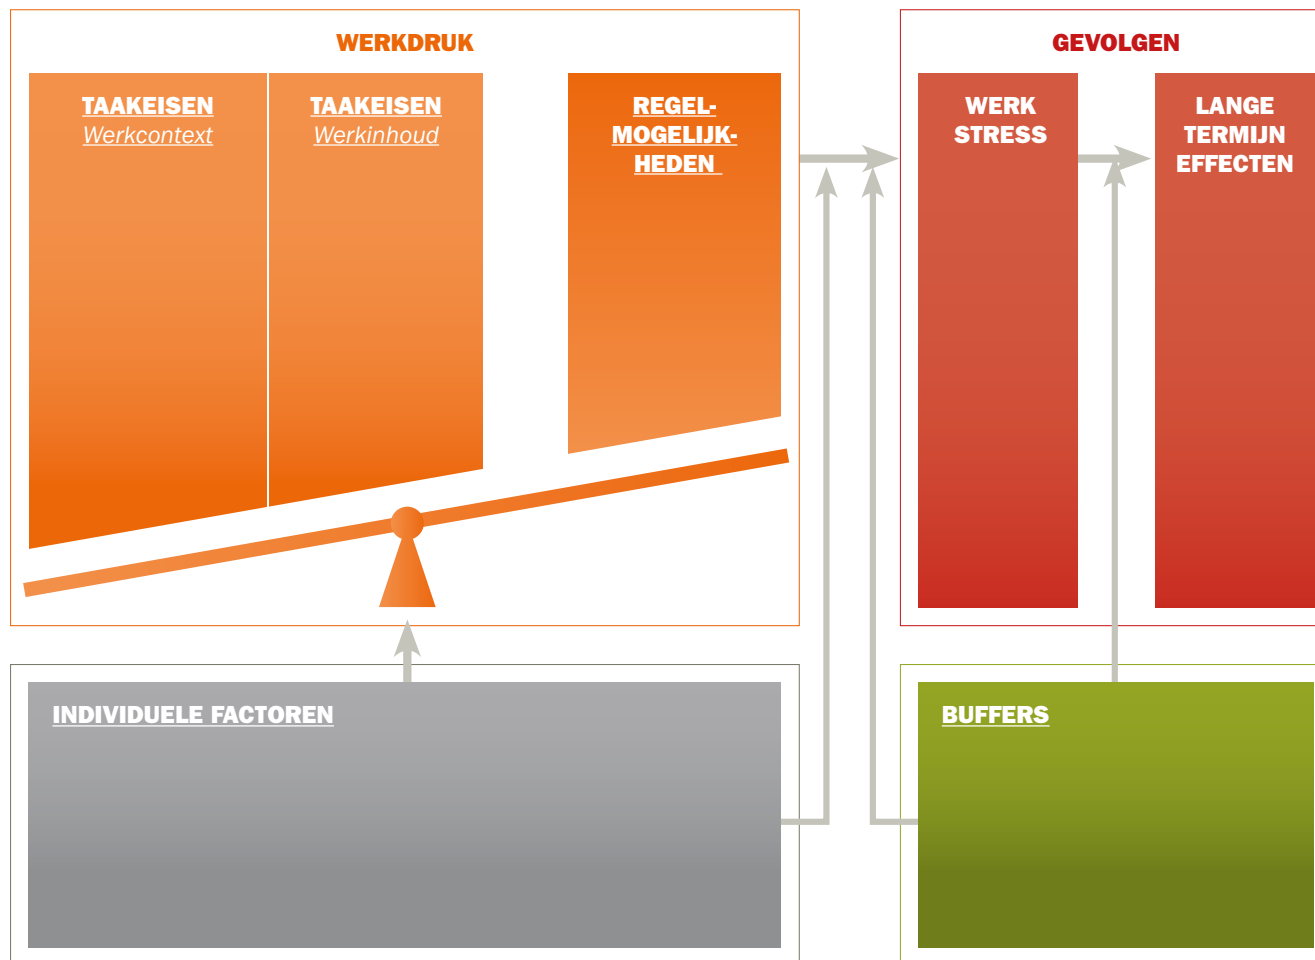 WERKDRUK
TAAKEISEN
Werkcontext
TAAKEISEN
Werkinhoud
REGEL-
MOGELIJK-
HEDEN
GEVOLGEN
WERK
STRESS
LANGE
TERMIJN
EFFECTEN
INDIVIDUELE FACTOREN
BUFFERS